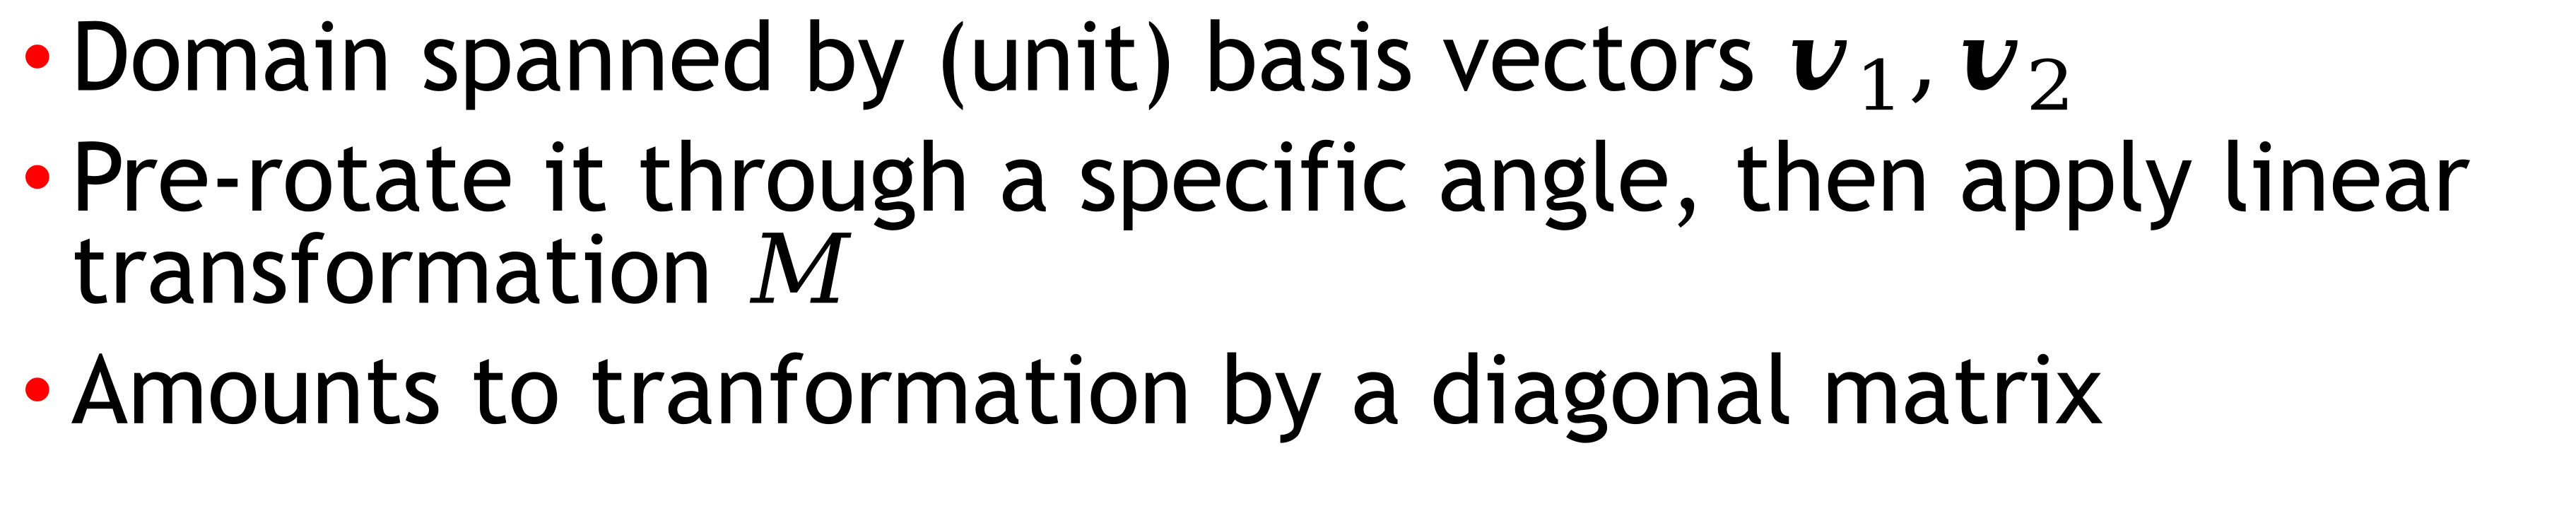 • Domain spanned by (unit) basis vectors 𝒗₁, 𝒗₂
• Pre-rotate it through a specific angle, then apply linear
transformation 𝑀
• Amounts to tranformation by a diagonal matrix